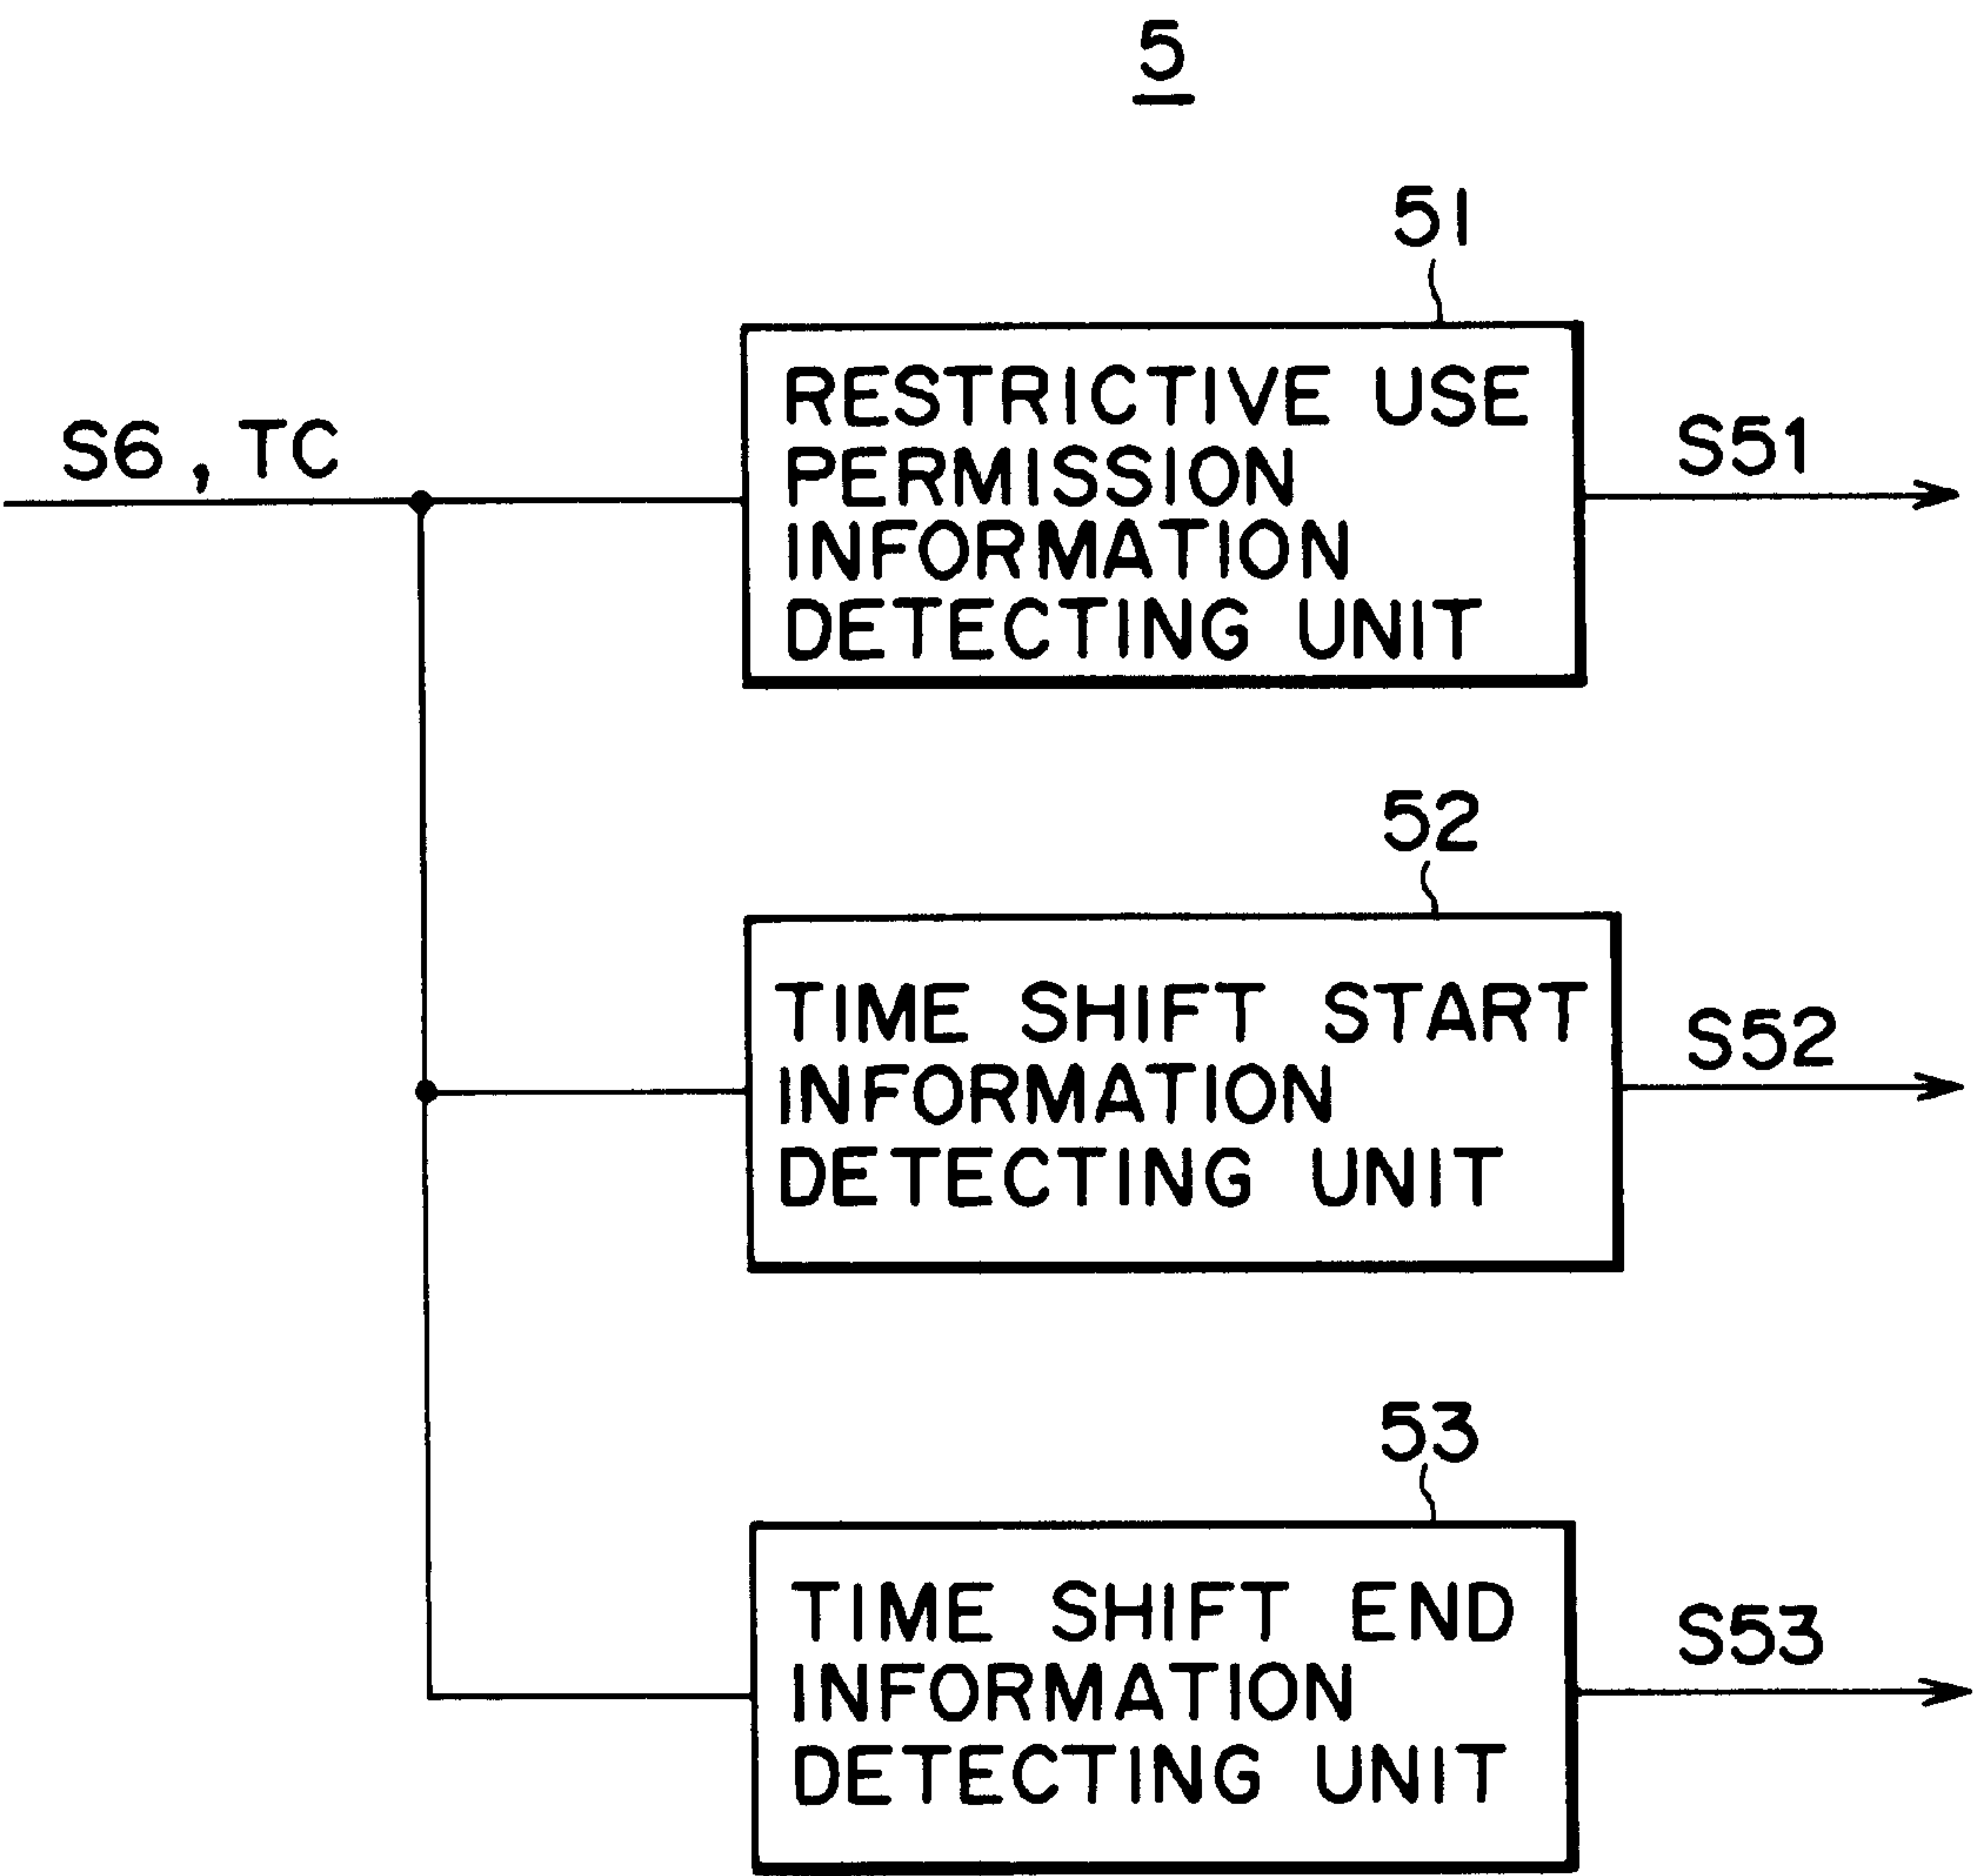 5
51
S6, TC
RESTRICTIVE USE
PERMISSION
INFORMATION
DETECTING UNIT
S51
52
TIME SHIFT START
INFORMATION
DETECTING UNIT
S52
53
TIME SHIFT END
INFORMATION
DETECTING UNIT
S53